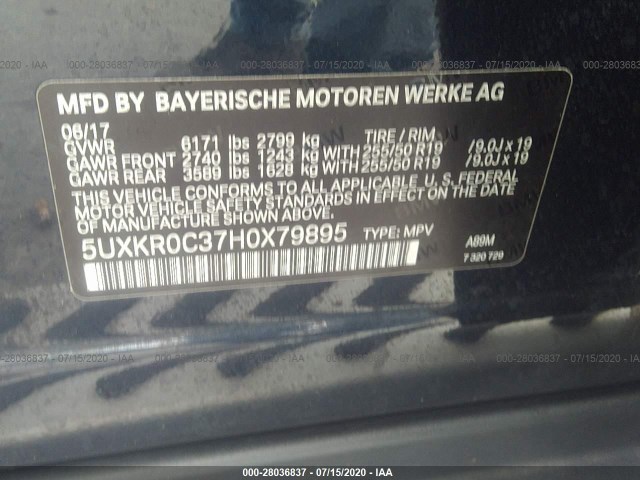 000-28036837 - 07/15/2020 - IAA
MFD BY BAYERISCHE MOTOREN WERKE AG
06/17
GVWR 6171 lbs 2799 kg TIRE / RIM.
GAWR FRONT 2740 lbs 1243 kg WITH 255/50 R19 /9.0J x 19
GAWR REAR 3589 lbs 1628 kg WITH 255/50 R19 /9.0J x 19
THIS VEHICLE CONFORMS TO ALL APPLICABLE U.S. FEDERAL
MOTOR VEHICLE SAFETY STANDARDS IN EFFECT ON THE DATE
OF MANUFACTURE SHOWN ABOVE.
5UXKR0C37H0X79895 TYPE: MPV A89M
7 320 729
000-28036837 - 07/15/2020 - IAA